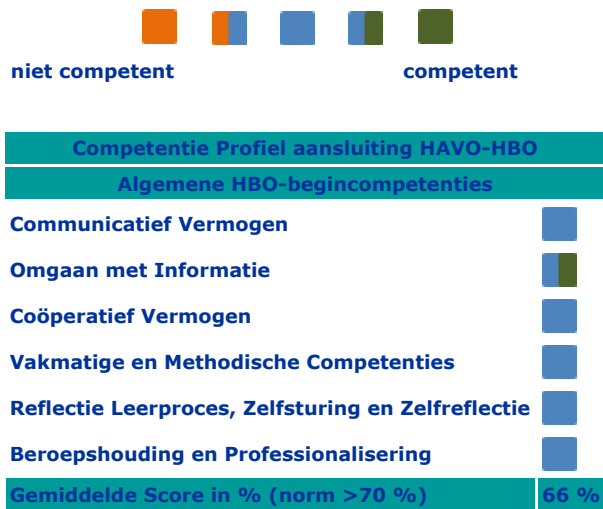 niet competent competent
Competentie Profiel aansluiting HAVO-HBO
Algemene HBO-begincompetenties
Communicatief Vermogen
Omgaan met Informatie
Coöperatief Vermogen
Vakmatige en Methodische Competenties
Reflectie Leerproces, Zelfsturing en Zelfreflectie
Beroepshouding en Professionalisering
Gemiddelde Score in % (norm >70 %) 66 %